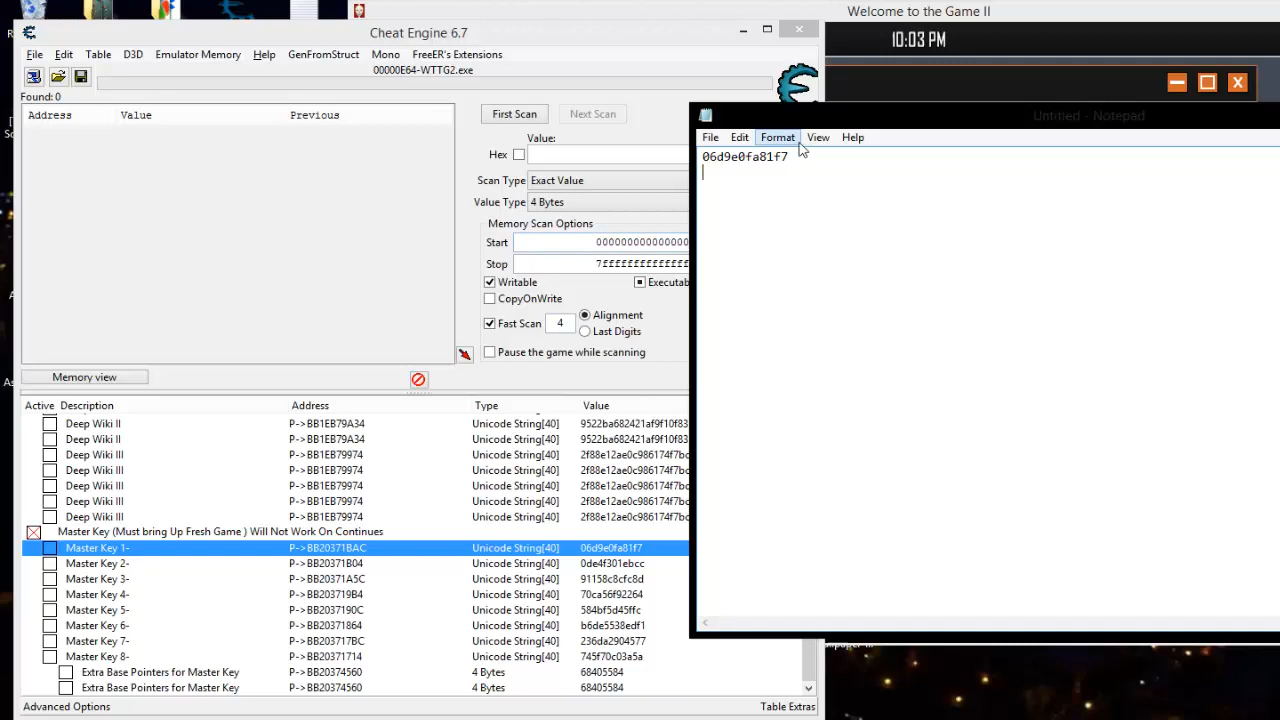 Welcome to the Game II
Cheat Engine 6.7
10:03 PM
File Edit Table D3D Emulator Memory Help GenFromStruct Mono FreeER's Extensions
00000E64-WTTG2.exe
Found: 0
Address Value Previous
First Scan Next Scan
Value:
Hex
Scan Type Exact Value
Value Type 4 Bytes
Memory Scan Options
Start 0000000000000
Stop 7fffffffffffff
Writable Executab
CopyOnWrite
Fast Scan 4 Alignment
Last Digits
Pause the game while scanning
Untitled - Notepad
File Edit Format View Help
06d9e0fa81f7
Memory view
Active Description Address Type Value
Deep Wiki II P->BB1EB79A34 Unicode String[40] 9522ba682421af9f10f83
Deep Wiki II P->BB1EB79A34 Unicode String[40] 9522ba682421af9f10f83
Deep Wiki III P->BB1EB79974 Unicode String[40] 2f88e12ae0c986174f7bc
Deep Wiki III P->BB1EB79974 Unicode String[40] 2f88e12ae0c986174f7bc
Deep Wiki III P->BB1EB79974 Unicode String[40] 2f88e12ae0c986174f7bc
Deep Wiki III P->BB1EB79974 Unicode String[40] 2f88e12ae0c986174f7bc
Deep Wiki III P->BB1EB79974 Unicode String[40] 2f88e12ae0c986174f7bc
Master Key (Must bring Up Fresh Game ) Will Not Work On Continues
Master Key 1- P->BB20371BAC Unicode String[40] 06d9e0fa81f7
Master Key 2- P->BB20371B04 Unicode String[40] 0de4f301ebcc
Master Key 3- P->BB20371A5C Unicode String[40] 91158c8cfc8d
Master Key 4- P->BB203719B4 Unicode String[40] 70ca56f92264
Master Key 5- P->BB2037190C Unicode String[40] 584bf5d45ffc
Master Key 6- P->BB20371864 Unicode String[40] b6de5538edf1
Master Key 7- P->BB203717BC Unicode String[40] 236da2904577
Master Key 8- P->BB20371714 Unicode String[40] 745f70c03a5a
Extra Base Pointers for Master Key P->BB20374560 4 Bytes 68405584
Extra Base Pointers for Master Key P->BB20374560 4 Bytes 68405584
Advanced Options Table Extras